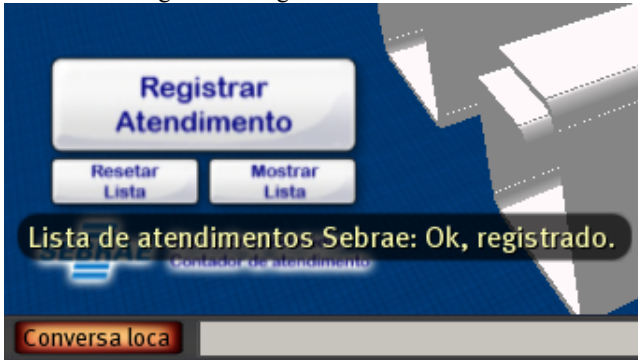 Registrar
Atendimento
Resetar
Lista
Mostrar
Lista
Lista de atendimentos Sebrae: Ok, registrado.
SEBRAE
Contador de atendimento
Conversa loca